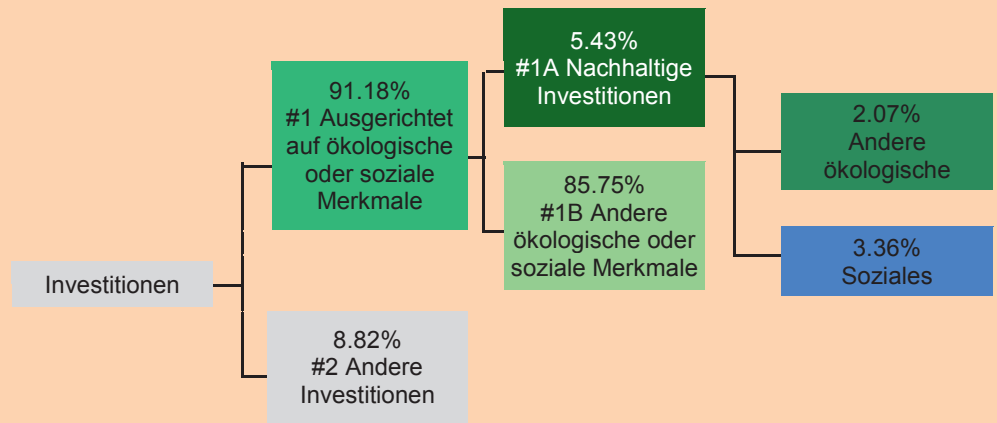 Investitionen
91.18%
#1 Ausgerichtet
auf ökologische
oder soziale
Merkmale
8.82%
#2 Andere
Investitionen
5.43%
#1A Nachhaltige
Investitionen
85.75%
#1B Andere
ökologische oder
soziale Merkmale
2.07%
Andere
ökologische
3.36%
Soziales